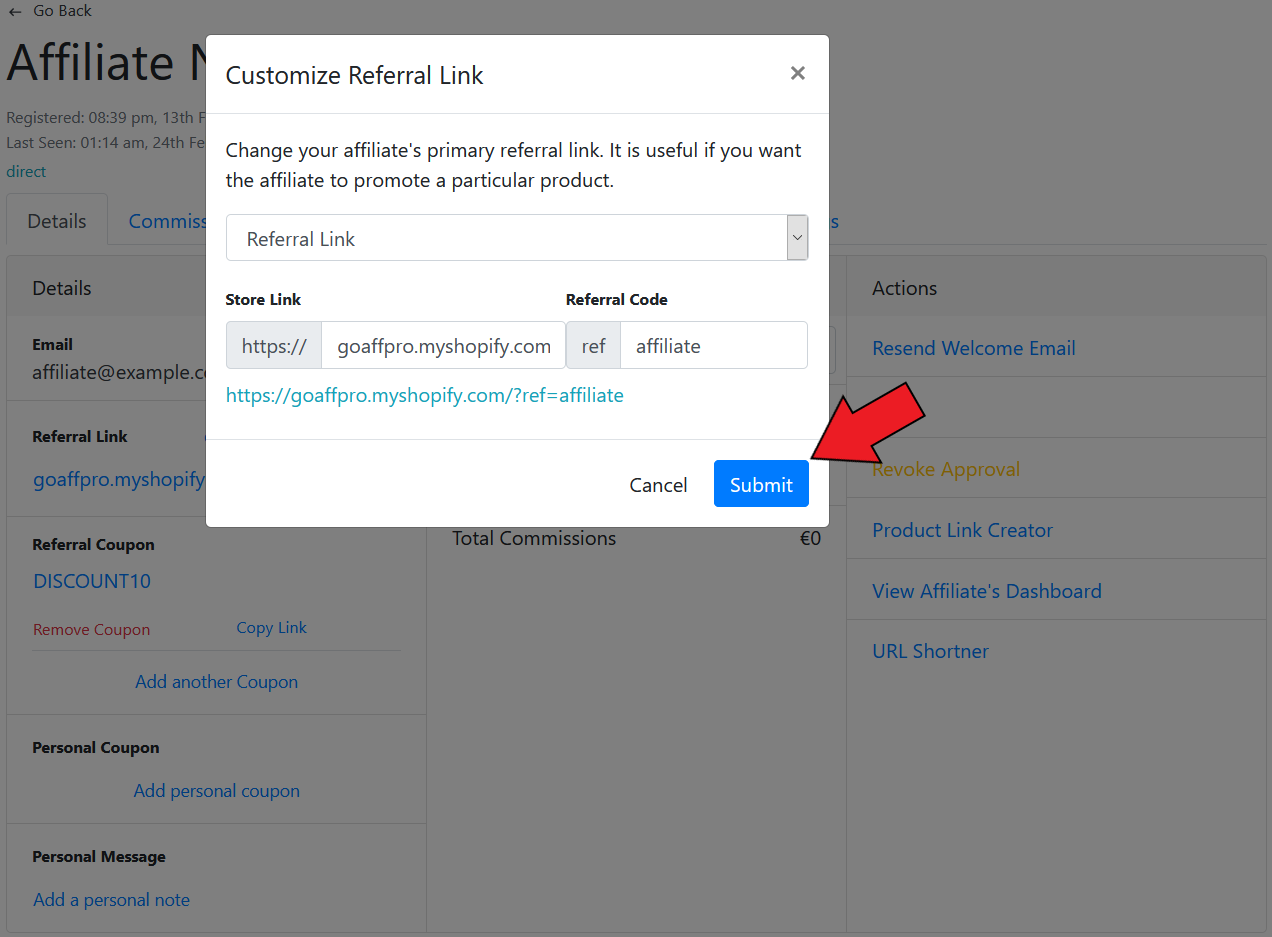 ← Go Back
Affiliate
Registered: 08:39 pm, 13th F
Last Seen: 01:14 am, 24th Fe
direct
Details
Commiss
s
Customize Referral Link
×
Change your affiliate's primary referral link. It is useful if you want
the affiliate to promote a particular product.
Referral Link
Store Link
Referral Code
https://
goaffpro.myshopify.com
ref
affiliate
https://goaffpro.myshopify.com/?ref=affiliate
Cancel
Submit
Details
Email
affiliate@example.c
Referral Link
goaffpro.myshopify
Referral Coupon
DISCOUNT10
Remove Coupon
Copy Link
Add another Coupon
Personal Coupon
Add personal coupon
Personal Message
Add a personal note
Total Commissions
€0
Actions
Resend Welcome Email
Revoke Approval
Product Link Creator
View Affiliate's Dashboard
URL Shortner